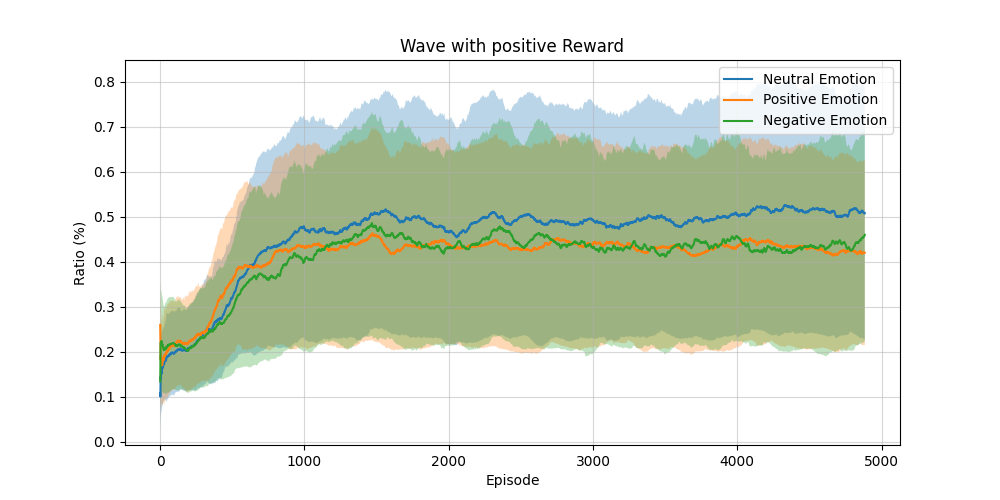 Wave with positive Reward
Neutral Emotion
Positive Emotion
Negative Emotion
Ratio (%)
0.8
0.7
0.6
0.5
0.4
0.3
0.2
0.1
0.0
0 1000 2000 3000 4000 5000
Episode